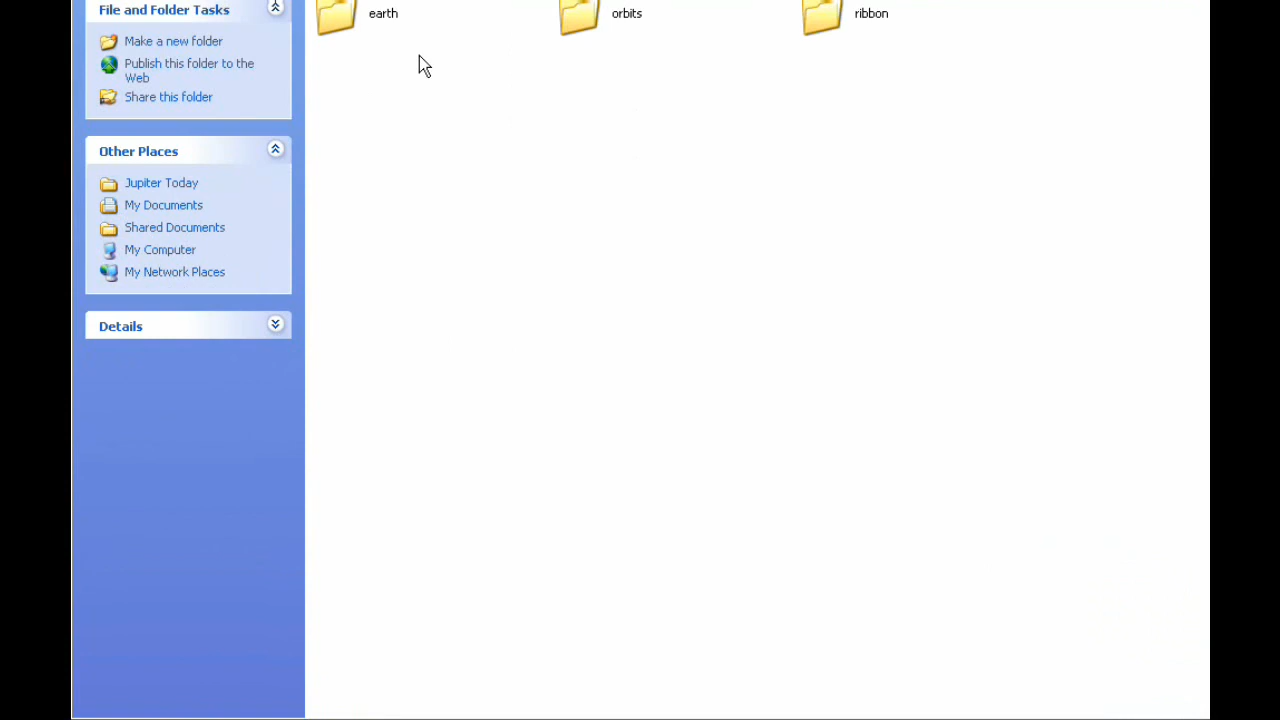 File and Folder Tasks
Make a new folder
Publish this folder to the
Web
Share this folder
Other Places
Jupiter Today
My Documents
Shared Documents
My Computer
My Network Places
Details
earth
orbits
ribbon